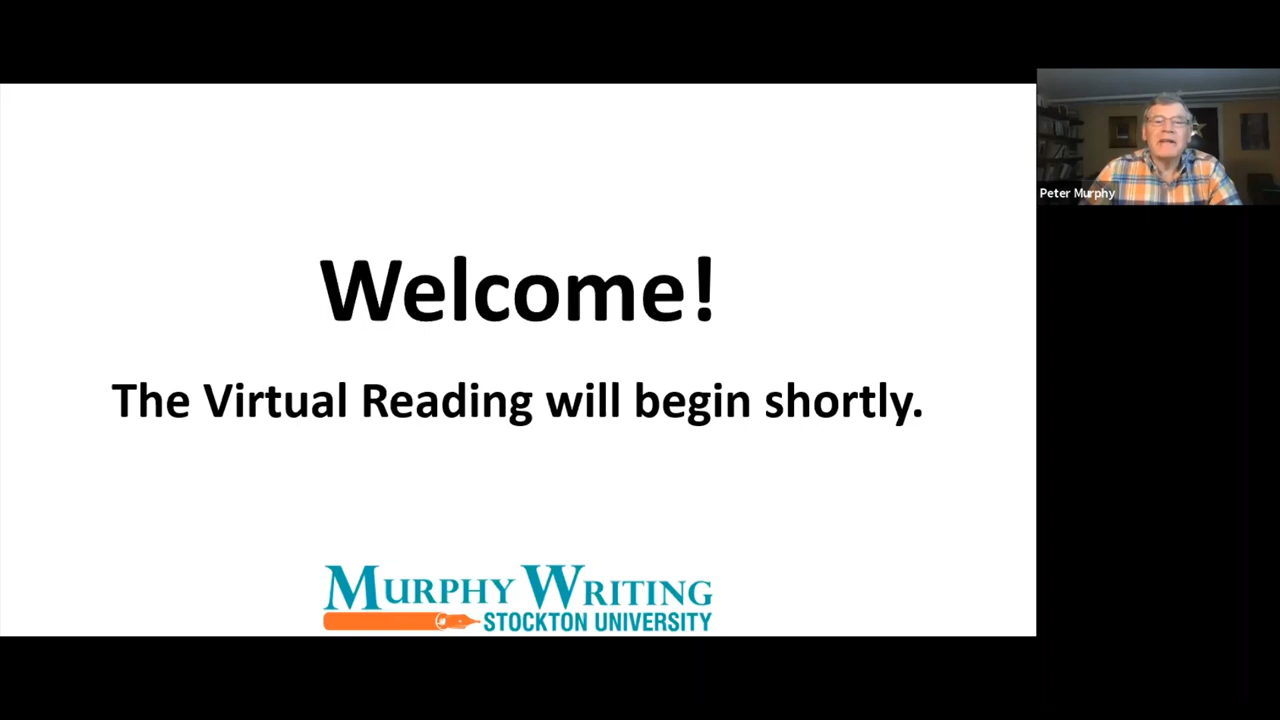 Welcome!
The Virtual Reading will begin shortly.
MURPHY WRITING
STOCKTON UNIVERSITY
Peter Murphy